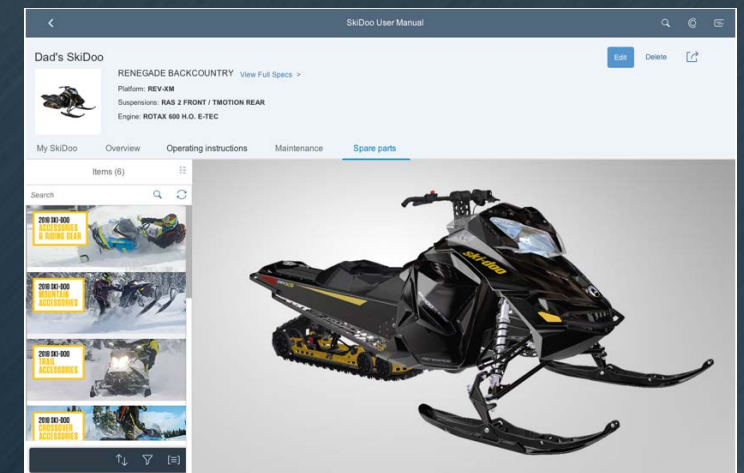 SkiDoo User Manual
Dad's SkiDoo
Edit
Delete
RENEGADE BACKCOUNTRY View Full Specs >
Platform: REV-XM
Suspensions: RAS 2 FRONT / TMOTION REAR
Engine: ROTAX 600 H.O. E-TEC
My SkiDoo
Overview
Operating instructions
Maintenance
Spare parts
Items (6)
Search
2018 SKI-DOO
ACCESSORIES
& RIDING GEAR
2018 SKI-DOO
MOUNTAIN
ACCESSORIES
2018 SKI-DOO
TRAIL
ACCESSORIES
2018 SKI-DOO
CROSSOVER
ACCESSORIES
ski-doo